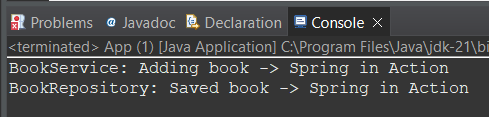 Problems @ Javadoc Declaration Console
<terminated> App (1) [Java Application] C:\Program Files\Java\jdk-21\bi
BookService: Adding book -> Spring in Action
BookRepository: Saved book -> Spring in Action